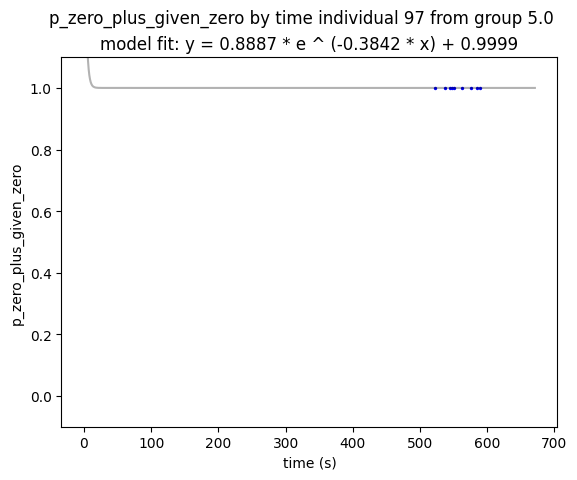 p_zero_plus_given_zero by time individual 97 from group 5.0
model fit: y = 0.8887 * e ^ (-0.3842 * x) + 0.9999
1.0
0.8
0.6
0.4
0.2
0.0
p_zero_plus_given_zero
0 100 200 300 400 500 600 700
time (s)